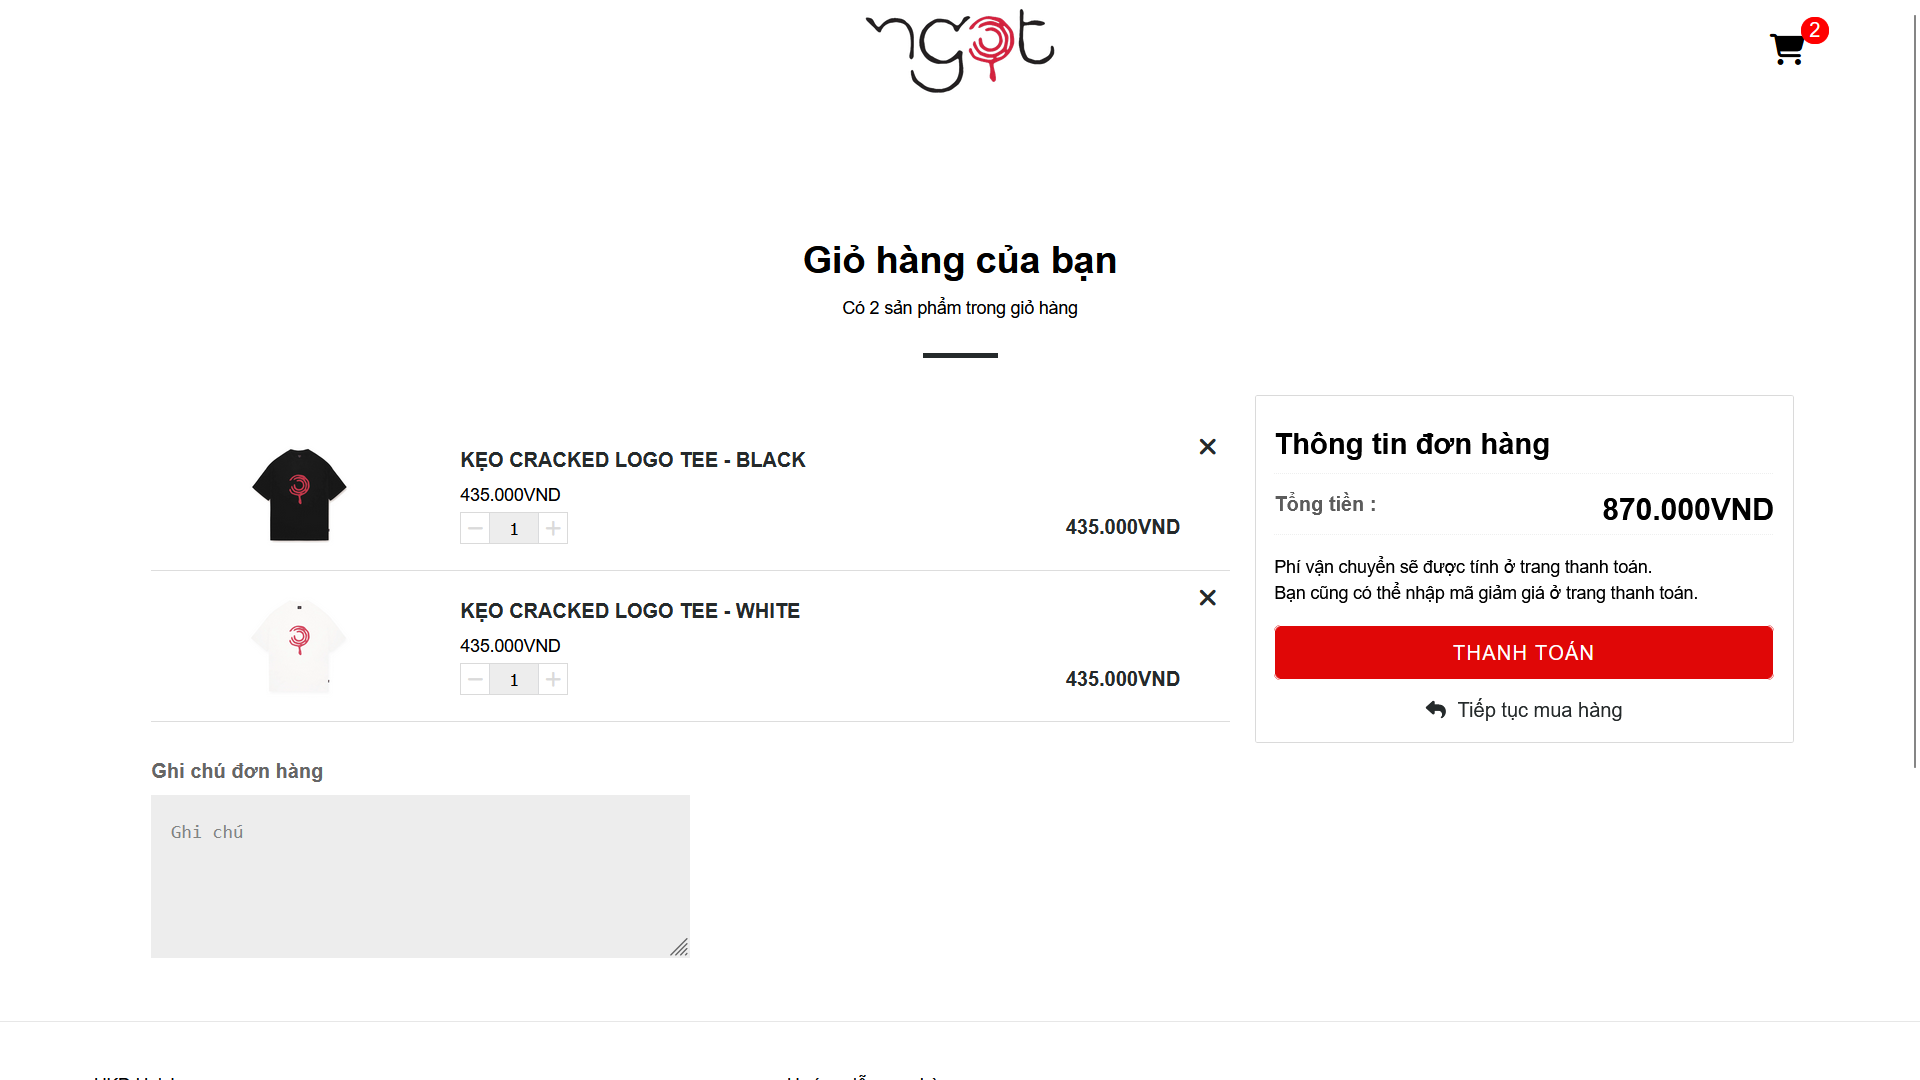 ngọt
2
Giỏ hàng của bạn
Có 2 sản phẩm trong giỏ hàng
KẸO CRACKED LOGO TEE - BLACK
435.000VND
1
435.000VND
KẸO CRACKED LOGO TEE - WHITE
435.000VND
1
435.000VND
Ghi chú đơn hàng
Ghi chú
Thông tin đơn hàng
Tổng tiền :
870.000VND
Phí vận chuyển sẽ được tính ở trang thanh toán.
Bạn cũng có thể nhập mã giảm giá ở trang thanh toán.
THANH TOÁN
Tiếp tục mua hàng